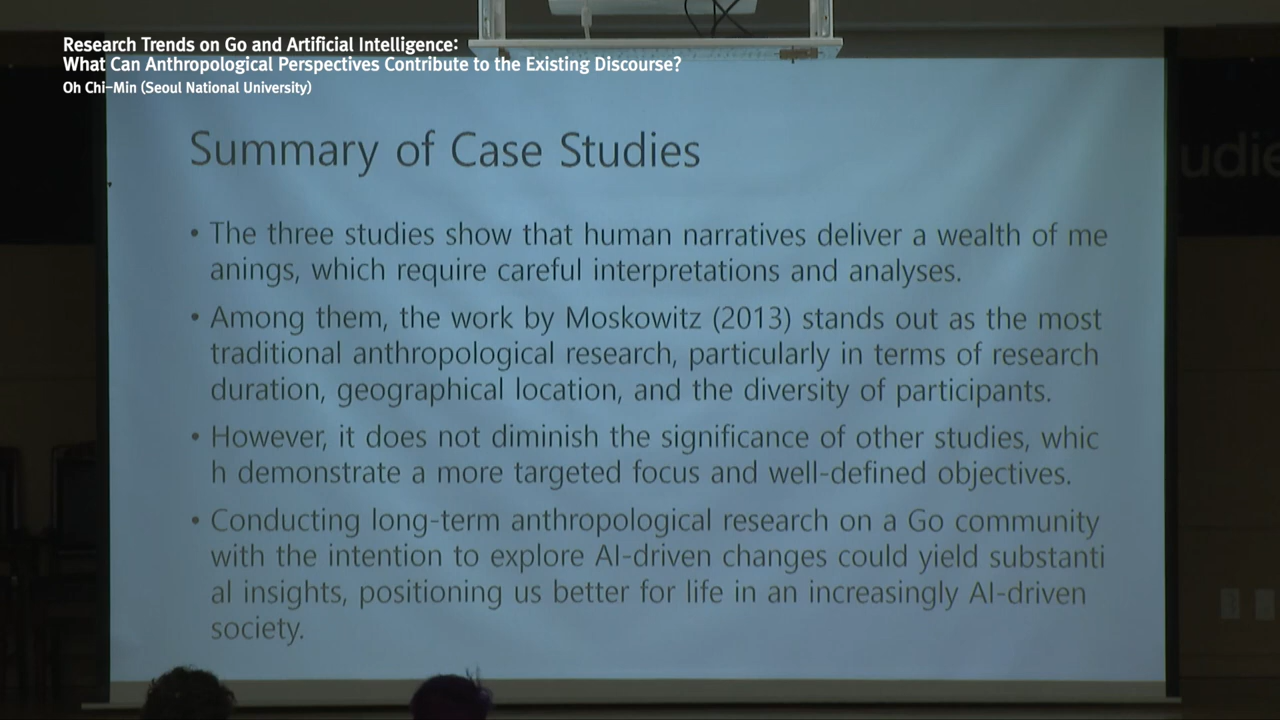 Research Trends on Go and Artificial Intelligence:
What Can Anthropological Perspectives Contribute to the Existing Discourse?
Oh Chi-Min (Seoul National University)
Summary of Case Studies
udie
• The three studies show that human narratives deliver a wealth of me
anings, which require careful interpretations and analyses.
• Among them, the work by Moskowitz (2013) stands out as the most
traditional anthropological research, particularly in terms of research
duration, geographical location, and the diversity of participants.
• However, it does not diminish the significance of other studies, whic
h demonstrate a more targeted focus and well-defined objectives.
• Conducting long-term anthropological research on a Go community
with the intention to explore AI-driven changes could yield substanti
al insights, positioning us better for life in an increasingly AI-driven
society.